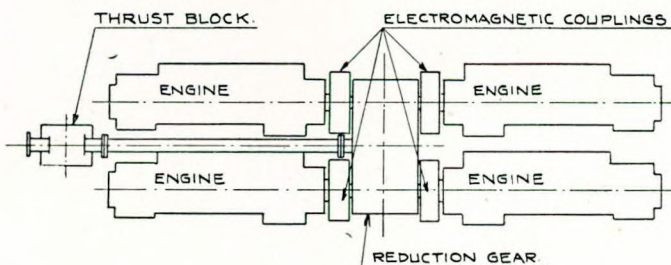 THRUST BLOCK.
ELECTROMAGNETIC COUPLINGS
ENGINE
ENGINE
ENGINE
ENGINE
REDUCTION GEAR.